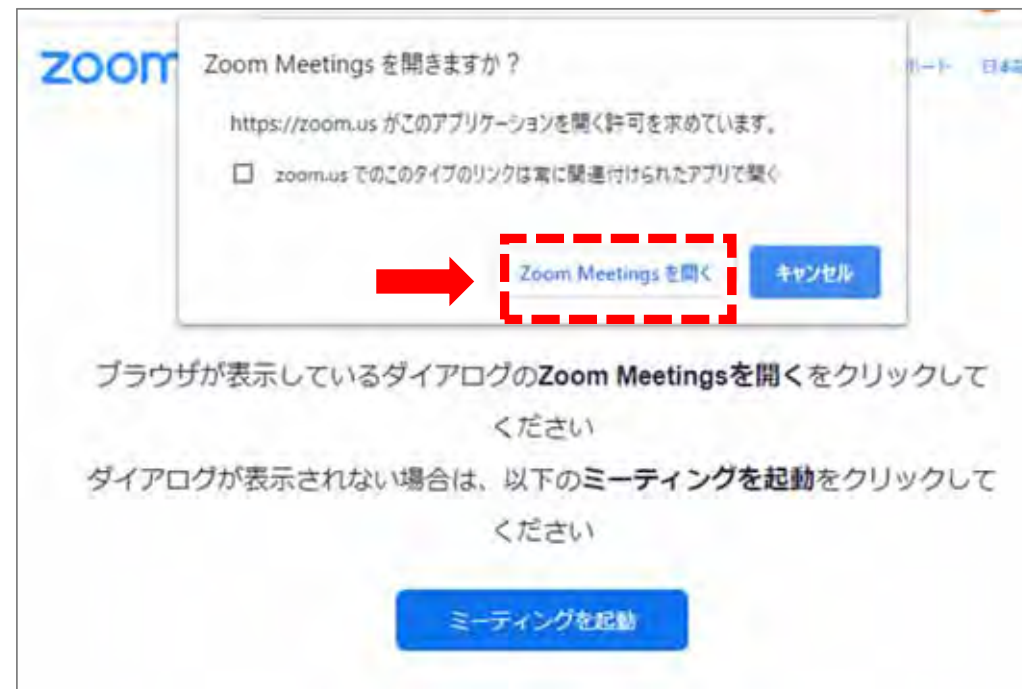 zoom
Zoom Meetings を開きますか？
ポート 日本語
https://zoom.us がこのアプリケーションを開く許可を求めています。
zoom.us でのこのタイプのリンクは常に関連付けられたアプリで開く
Zoom Meetings を開く
キャンセル
ブラウザが表示しているダイアログのZoom Meetingsを開くをクリックして
ください
ダイアログが表示されない場合は、以下のミーティングを起動をクリックして
ください
ミーティングを起動